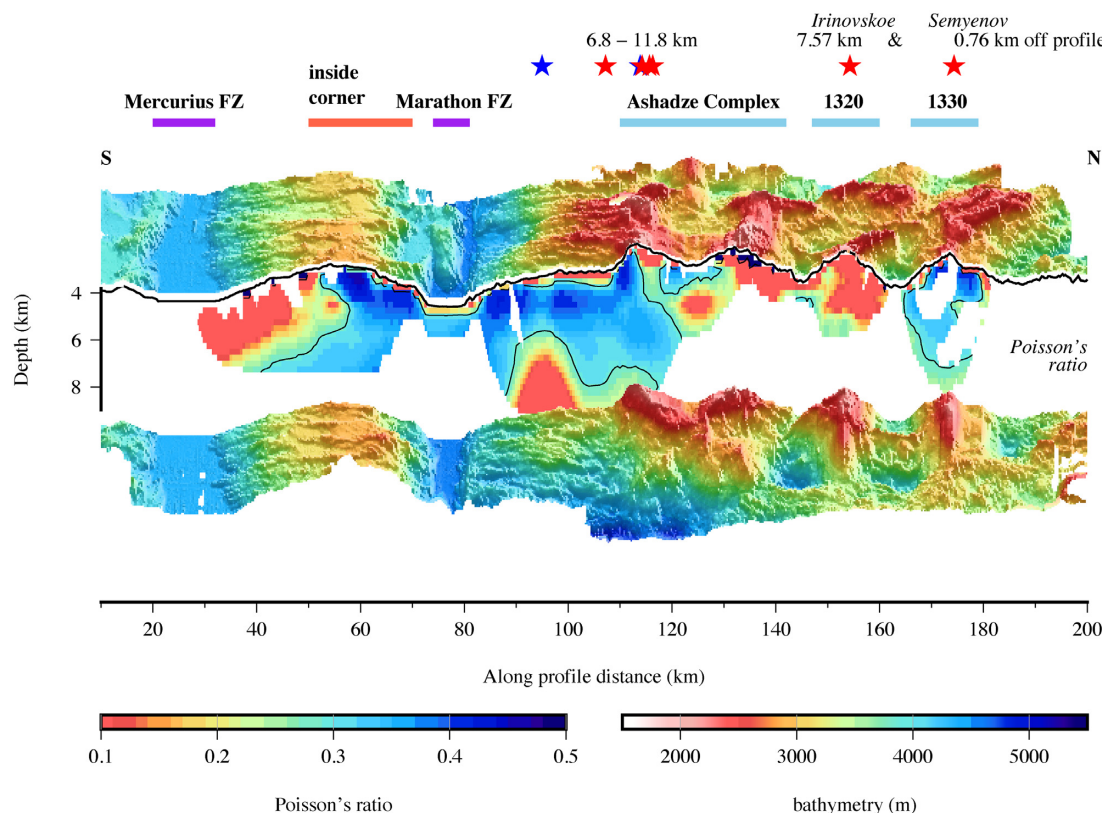 Irinovskoe Semyenov
6.8 – 11.8 km 7.57 km & 0.76 km off profile
inside
corner
Mercurius FZ Marathon FZ Ashadze Complex 1320 1330
S N
4
6
8
Depth (km)
Poisson's
ratio
20 40 60 80 100 120 140 160 180 200
Along profile distance (km)
0.1 0.2 0.3 0.4 0.5
2000 3000 4000 5000
Poisson's ratio bathymetry (m)